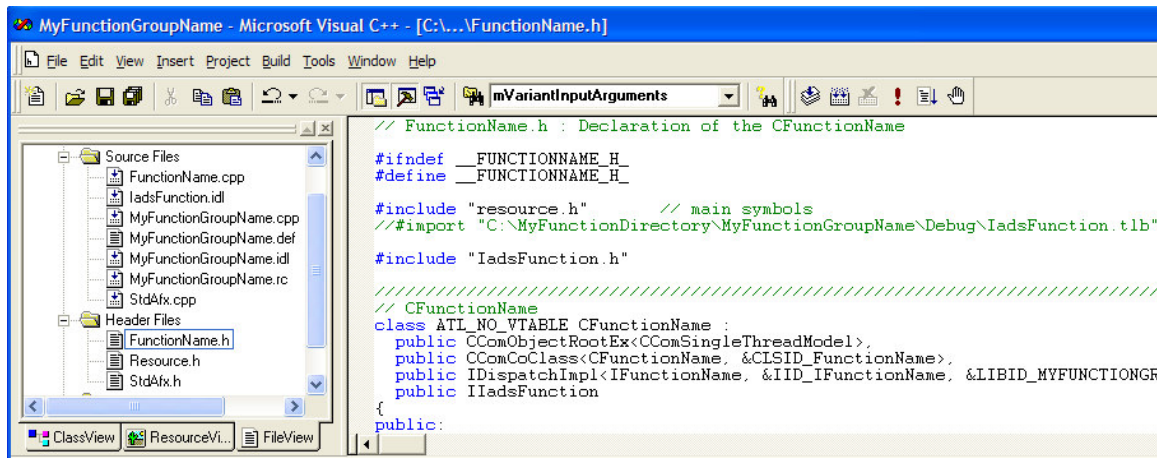 MyFunctionGroupName - Microsoft Visual C++ - [C:\...\FunctionName.h]
File Edit View Insert Project Build Tools Window Help
mVariantInputArguments
Source Files
FunctionName.cpp
IadsFunction.idl
MyFunctionGroupName.cpp
MyFunctionGroupName.def
MyFunctionGroupName.idl
MyFunctionGroupName.rc
StdAfx.cpp
Header Files
FunctionName.h
Resource.h
StdAfx.h
ClassView ResourceVi... FileView
// FunctionName.h : Declaration of the CFunctionName
#ifndef __FUNCTIONNAME_H_
#define __FUNCTIONNAME_H_
#include "resource.h" // main symbols
//#import "C:\MyFunctionDirectory\MyFunctionGroupName\Debug\IadsFunction.tlb"
#include "IadsFunction.h"
/////////////////////////////////////////////////////////////////////////////
// CFunctionName
class ATL_NO_VTABLE CFunctionName :
public CComObjectRootEx<CComSingleThreadModel>,
public CComCoClass<CFunctionName, &CLSID_FunctionName>,
public IDispatchImpl<IFunctionName, &IID_IFunctionName, &LIBID_MYFUNCTIONGR
public IIadsFunction
{
public: